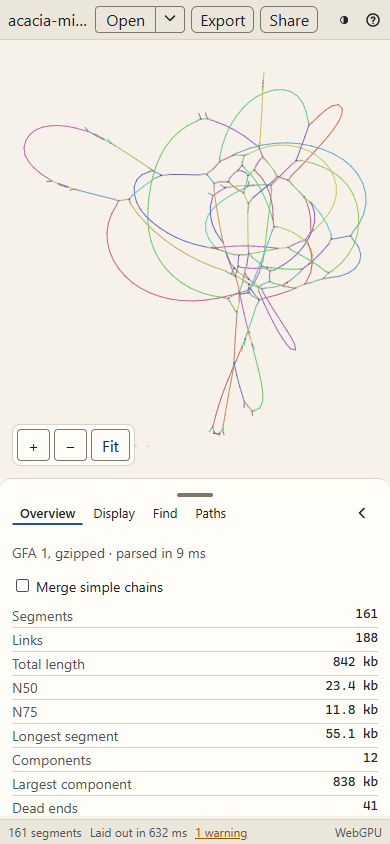 acacia-mi... Open Export Share
+ − Fit
Overview Display Find Paths
GFA 1, gzipped · parsed in 9 ms
Merge simple chains
Segments 161
Links 188
Total length 842 kb
N50 23.4 kb
N75 11.8 kb
Longest segment 55.1 kb
Components 12
Largest component 838 kb
Dead ends 41
161 segments Laid out in 632 ms 1 warning WebGPU